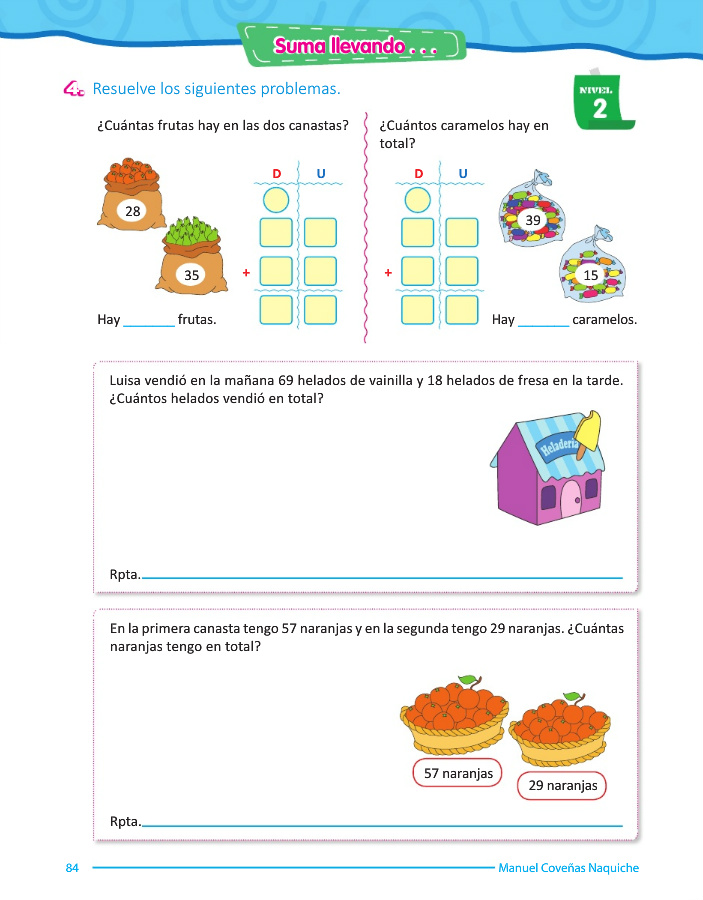 Suma llevando . . .
4. Resuelve los siguientes problemas.
NIVEL
2
¿Cuántas frutas hay en las dos canastas?
28
35
D U
+
Hay _______ frutas.
¿Cuántos caramelos hay en
total?
D U
+
39
15
Hay _______ caramelos.
Luisa vendió en la mañana 69 helados de vainilla y 18 helados de fresa en la tarde.
¿Cuántos helados vendió en total?
Heladería
Rpta.
En la primera canasta tengo 57 naranjas y en la segunda tengo 29 naranjas. ¿Cuántas
naranjas tengo en total?
57 naranjas
29 naranjas
Rpta.
84
Manuel Coveñas Naquiche